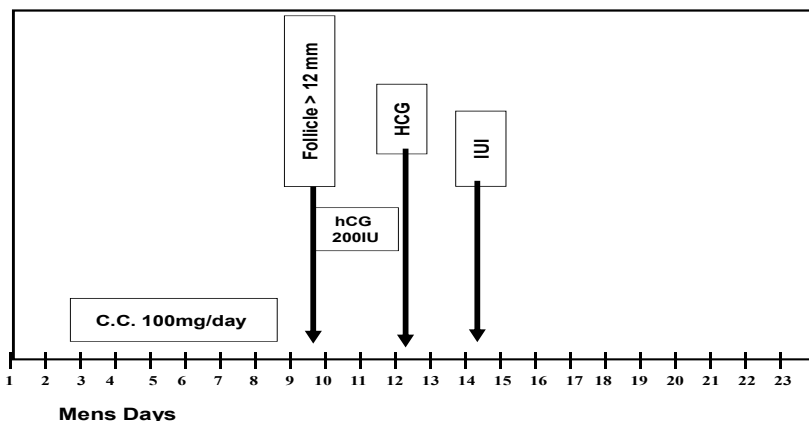 Follicle > 12 mm
HCG
IUI
hCG
200IU
C.C. 100mg/day
1 2 3 4 5 6 7 8 9 10 11 12 13 14 15 16 17 18 19 20 21 22 23
Mens Days